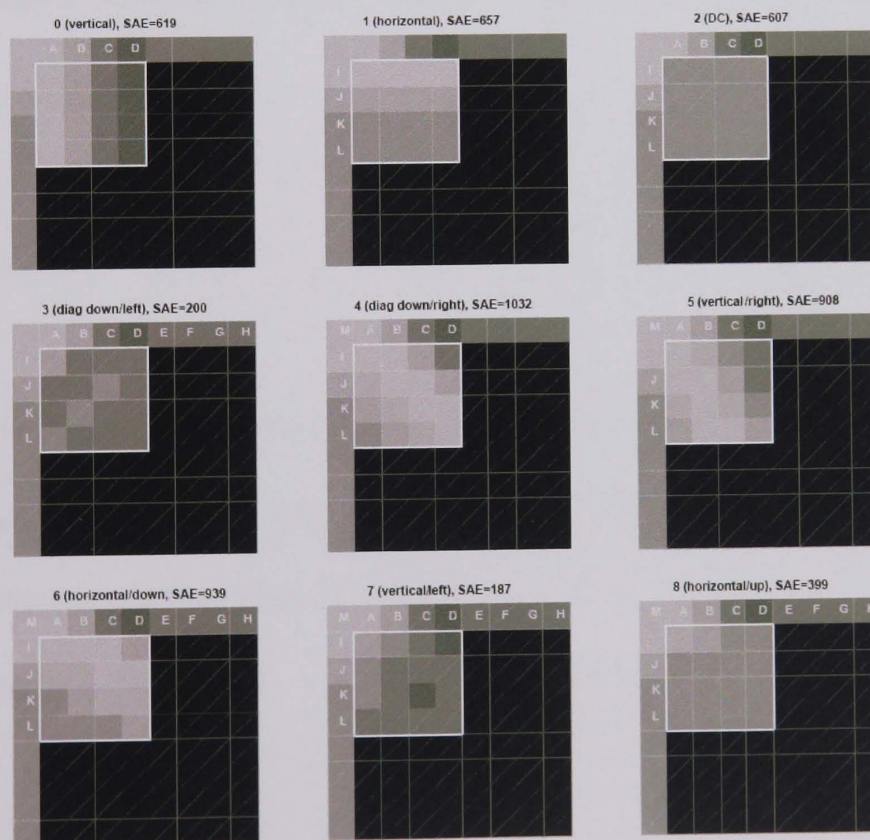 0 (vertical), SAE=619
1 (horizontal), SAE=657
2 (DC), SAE=607
A B C D
I
J
K
L
A B C D
I
J
K
L
3 (diag down/left), SAE=200
4 (diag down/right), SAE=1032
5 (vertical/right), SAE=908
A B C D E F G H
I
J
K
L
M A B C D
I
J
K
L
M A B C D
J
K
L
6 (horizontal/down, SAE=939
7 (vertical/left), SAE=187
8 (horizontal/up), SAE=399
M A B C D E F G H
I
J
K
L
M A B C D E F G H
I
J
K
L
M A B C D E F G
I
J
K
L